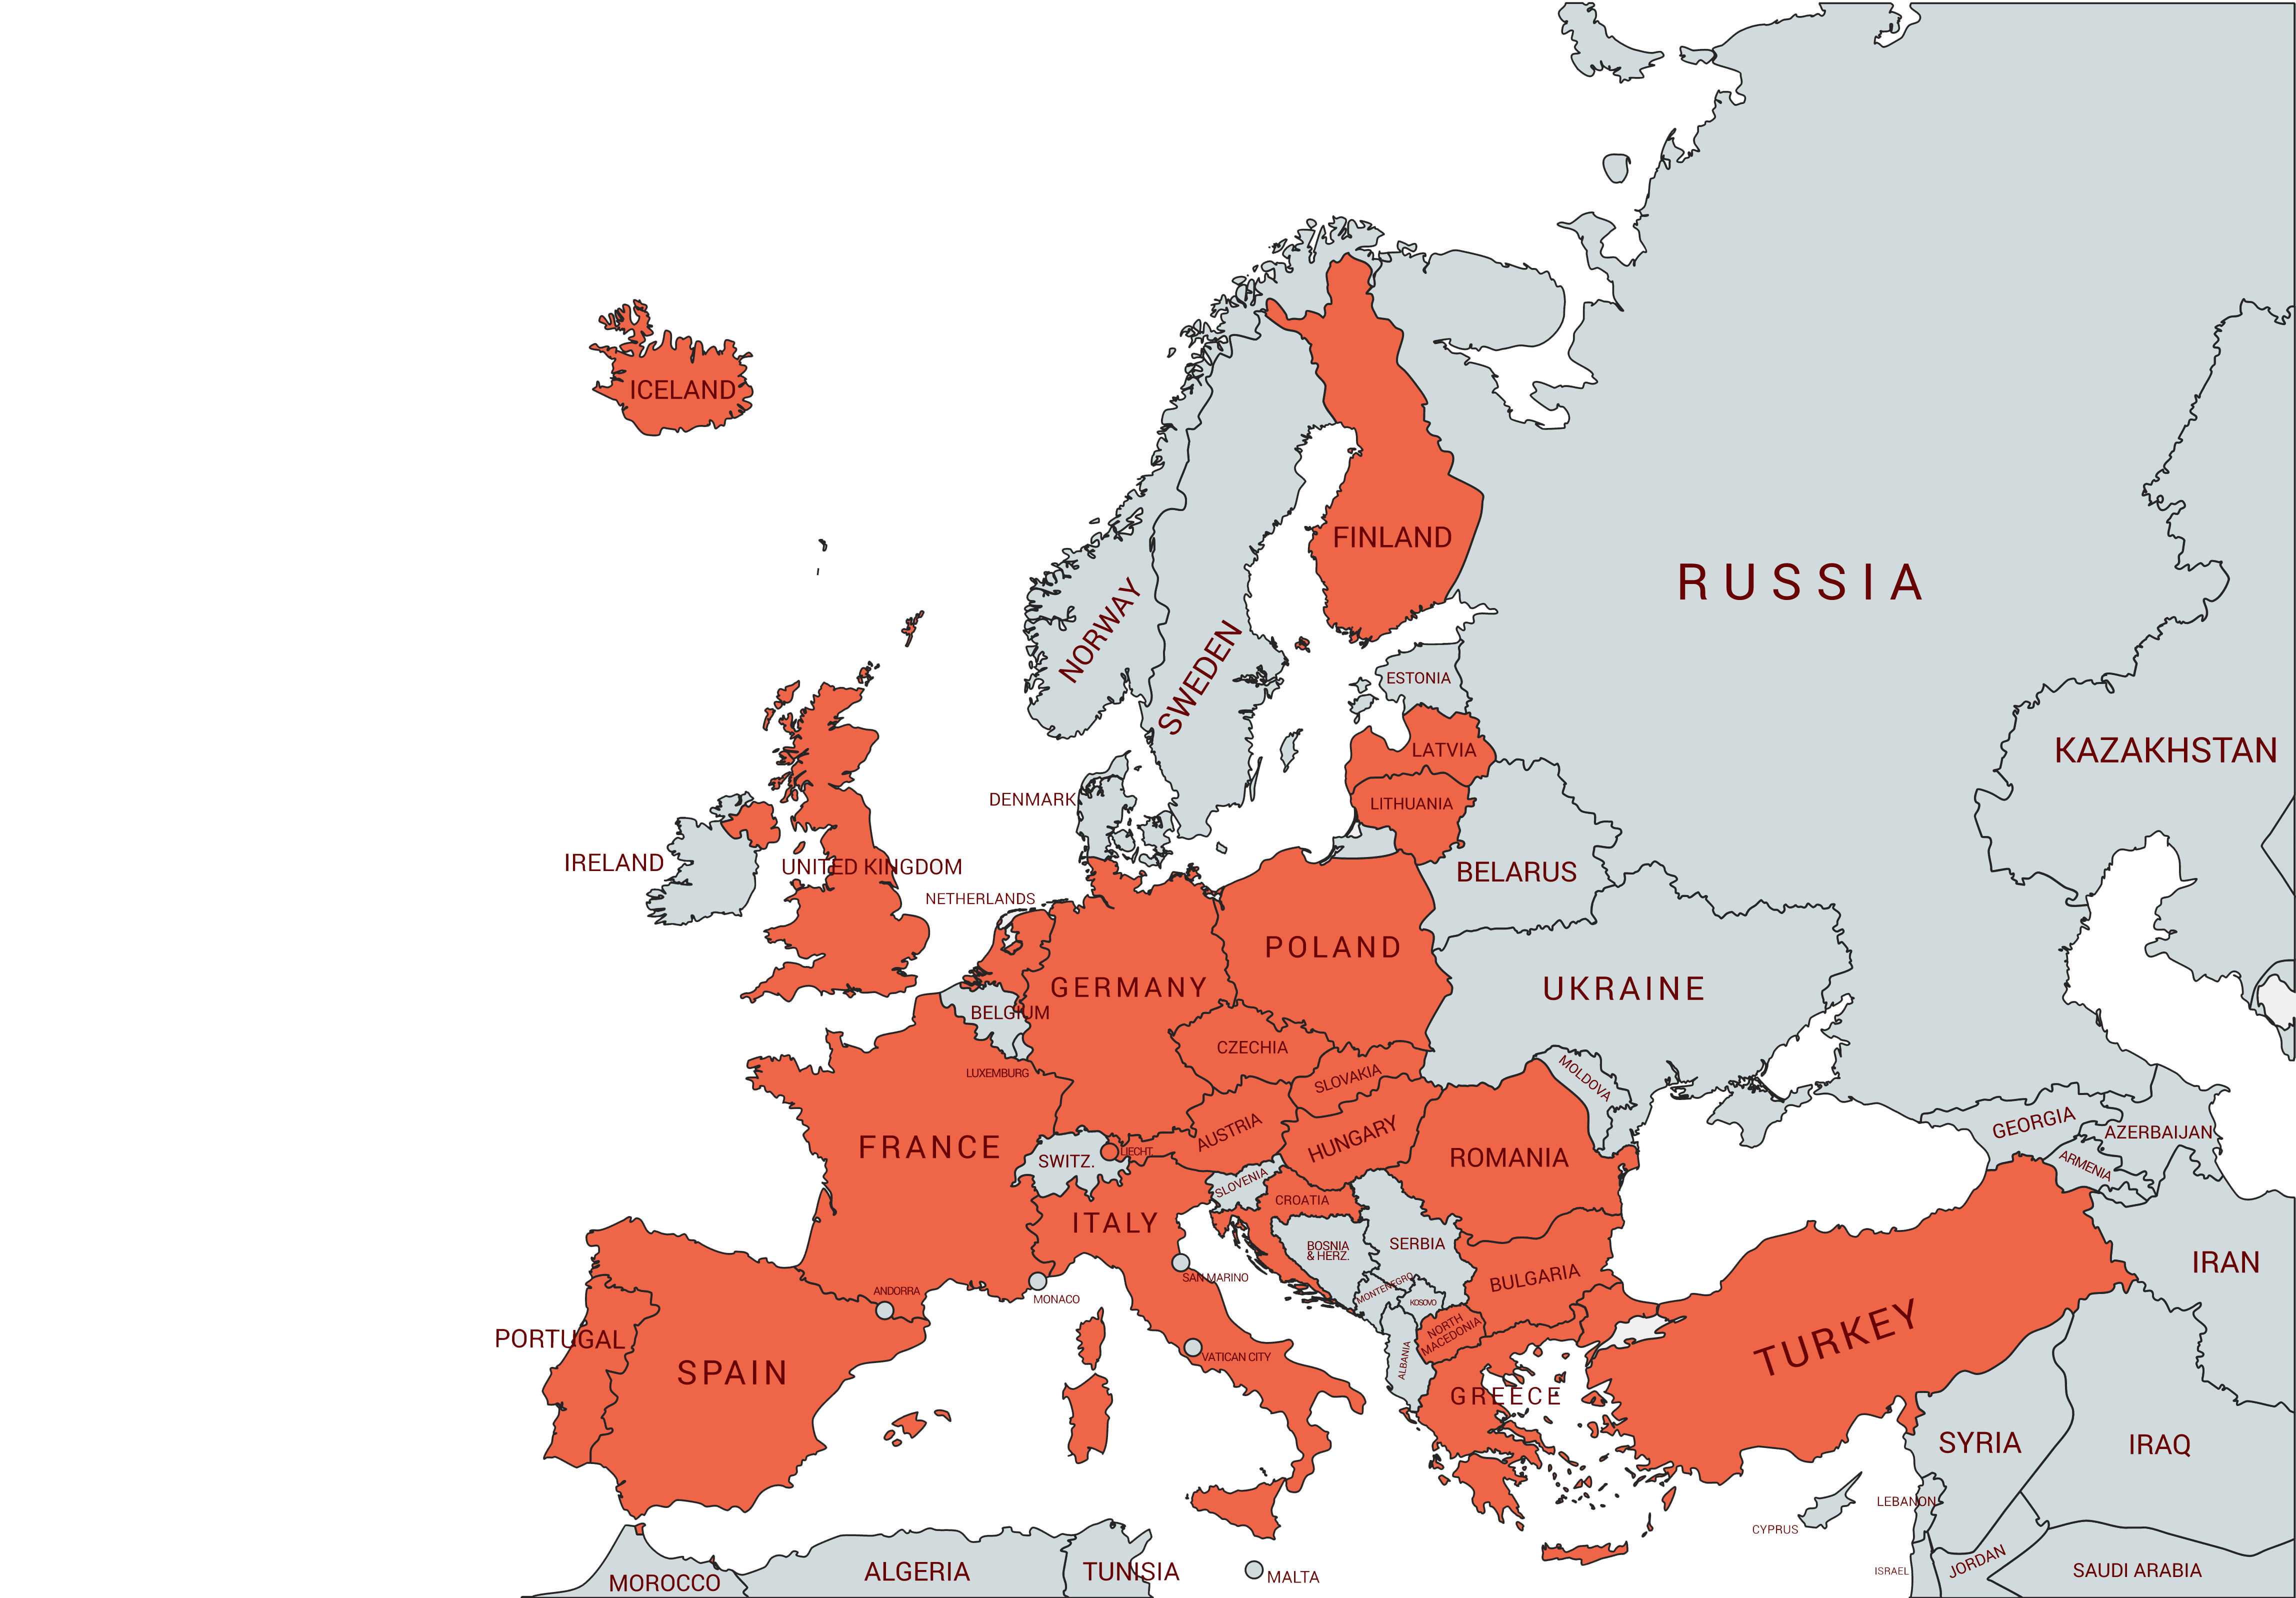 ICELAND
FINLAND
RUSSIA
NORWAY
SWEDEN
ESTONIA
LATVIA
KAZAKHSTAN
DENMARK
LITHUANIA
IRELAND
UNITED KINGDOM
BELARUS
NETHERLANDS
POLAND
GERMANY
UKRAINE
BELGIUM
CZECHIA
LUXEMBURG
SLOVAKIA
MOLDOVA
FRANCE
LIECHT.
SWITZ.
AUSTRIA
HUNGARY
ROMANIA
GEORGIA
AZERBAIJAN
ARMENIA
SLOVENIA
CROATIA
ITALY
BOSNIA
& HERZ.
SERBIA
SAN MARINO
MONTENEGRO
KOSOVO
BULGARIA
IRAN
ANDORRA
MONACO
PORTUGAL
SPAIN
VATICAN CITY
NORTH
MACEDONIA
ALBANIA
GREECE
TURKEY
SYRIA
IRAQ
LEBANON
CYPRUS
MOROCCO
ALGERIA
TUNISIA
MALTA
ISRAEL
JORDAN
SAUDI ARABIA